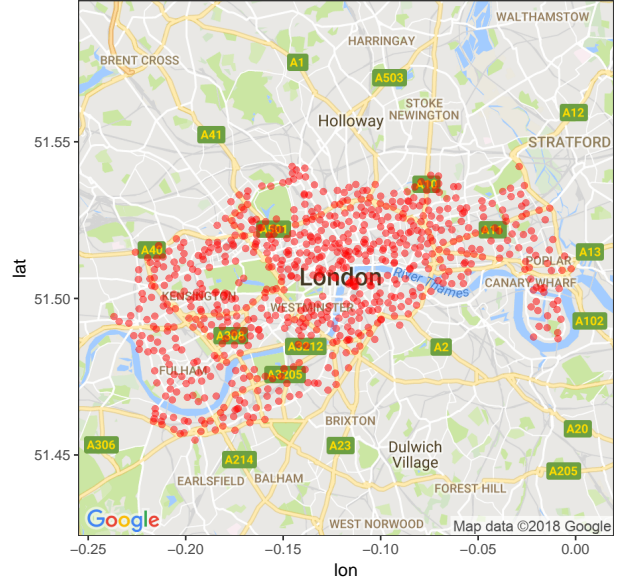 WALTHAMSTOW
HARRINGAY
BRENT CROSS
A1
A503
STOKE
NEWINGTON
A12
Holloway
A41
STRATFORD
51.55
A10
A501
A11
A40
A13
lat
POPLAR
London
River Thames
CANARY WHARF
51.50
KENSINGTON
WESTMINSTER
A102
A308
A3212
A2
FULHAM
A3205
BRIXTON
A20
A306
51.45
A23
Dulwich
Village
A214
A205
EARLSFIELD
BALHAM
FOREST HILL
Google
WEST NORWOOD
Map data ©2018 Google
−0.25
−0.20
−0.15
−0.10
−0.05
0.00
lon